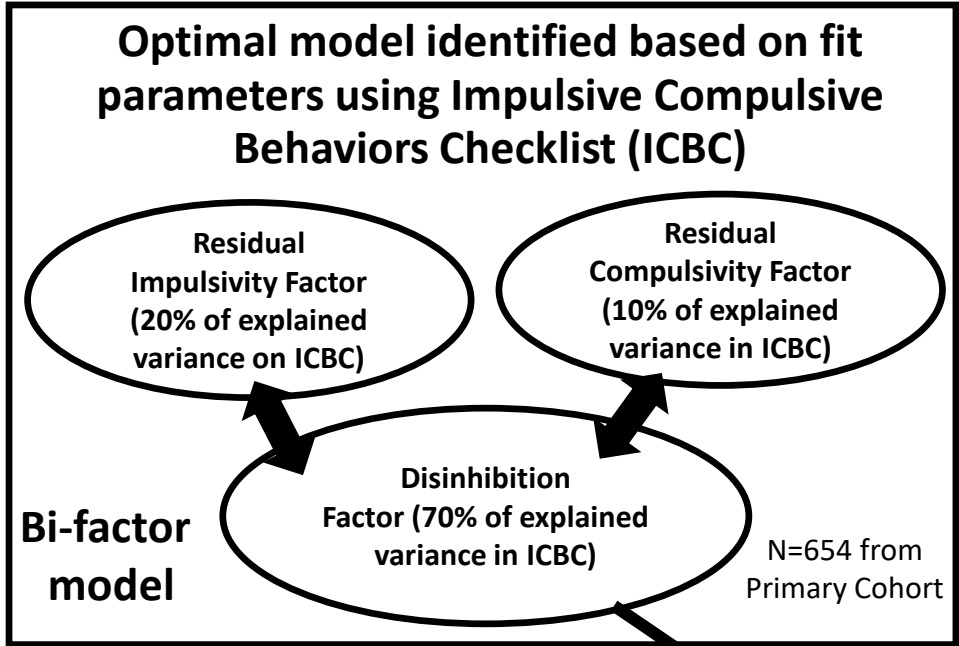 Optimal model identified based on fit
parameters using Impulsive Compulsive
Behaviors Checklist (ICBC)
Residual
Impulsivity Factor
(20% of explained
variance on ICBC)
Residual
Compulsivity Factor
(10% of explained
variance in ICBC)
Disinhibition
Factor (70% of explained
variance in ICBC)
Bi-factor
model
N=654 from
Primary Cohort